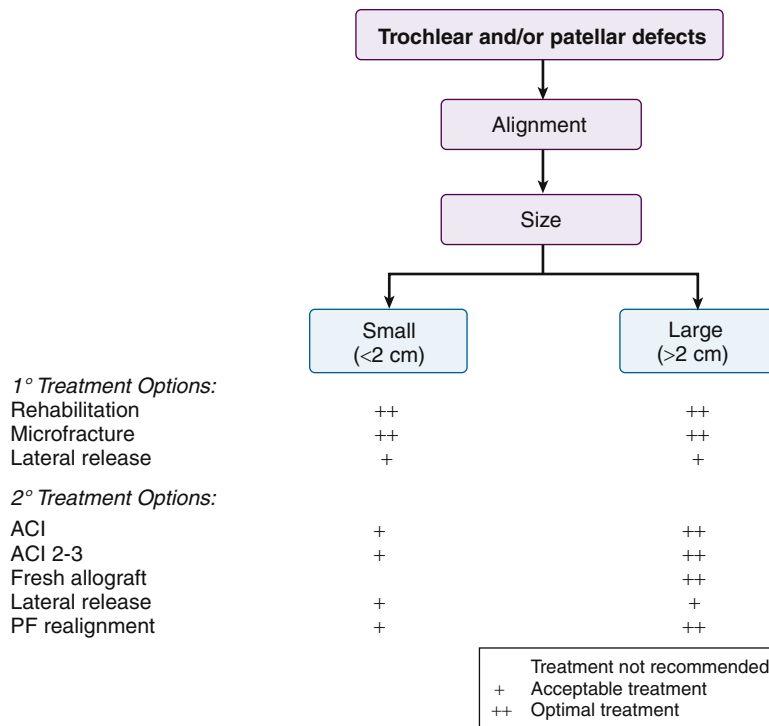 Trochlear and/or patellar defects
Alignment
Size
Small
(<2 cm)
Large
(>2 cm)
1° Treatment Options:
Rehabilitation ++ ++
Microfracture ++ ++
Lateral release + +
2° Treatment Options:
ACI + ++
ACI 2-3 + ++
Fresh allograft ++
Lateral release + +
PF realignment + ++
Treatment not recommended
+ Acceptable treatment
++ Optimal treatment